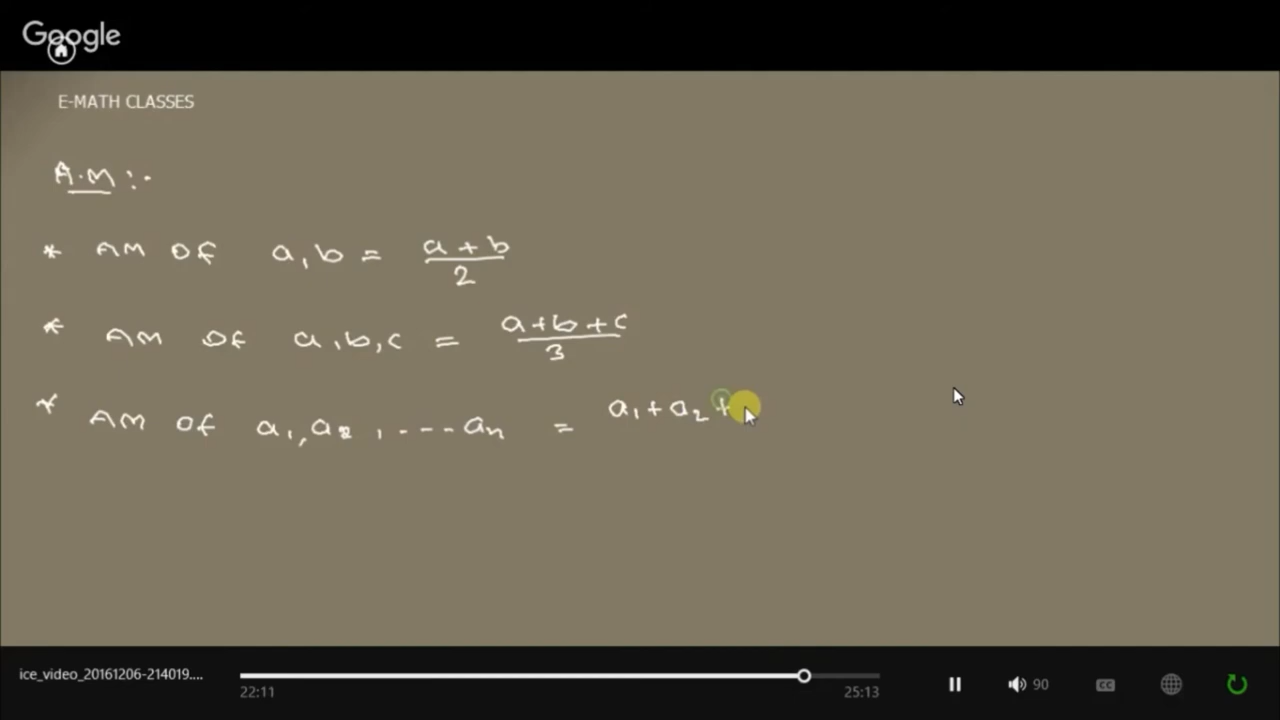 Google
E-MATH CLASSES
A.M :-
* AM OF a, b = a + b / 2
* AM OF a, b, c = a + b + c / 3
* AM OF a₁, a₂, ---- aₙ = a₁ + a₂ +
ice_video_20161206-214019....
22:11 25:13
90
CC